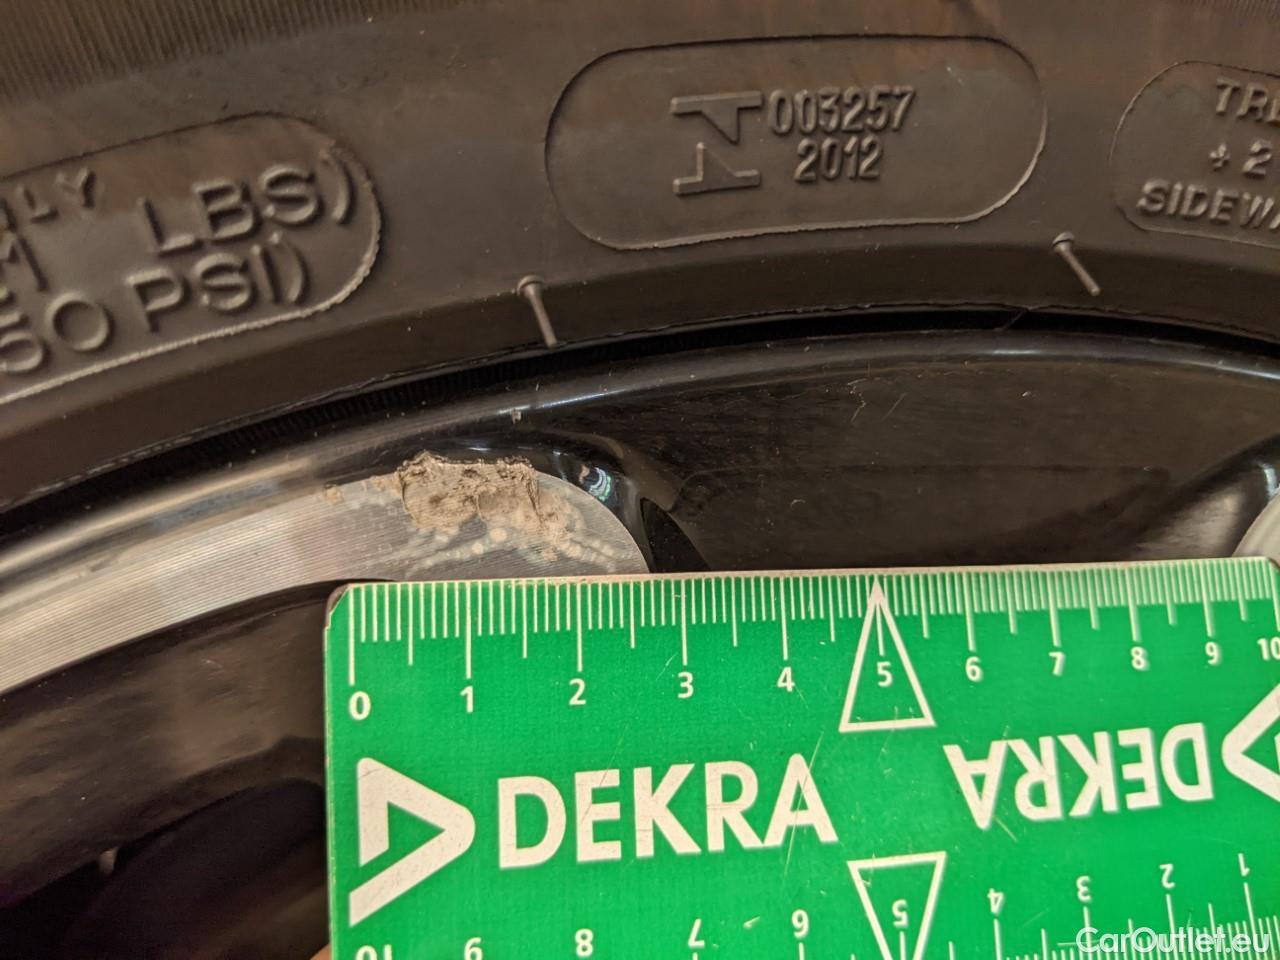 LBS)
50 PSI)
003257
2012
SIDEWA
0 1 2 3 4 5 6 7 8 9 10
DEKRA
DEKRA
10 9 8 7 6 5 4 3 2 1
CarOutlet.eu